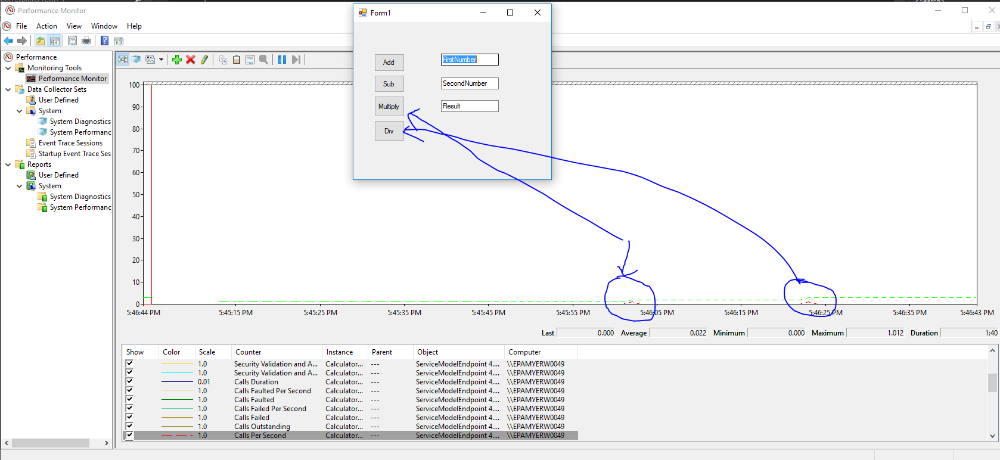 Performance Monitor
File Action View Window Help
Form1
Add
FirstNumber
Sub
SecondNumber
Multiply
Result
Div
Performance
Monitoring Tools
Performance Monitor
Data Collector Sets
User Defined
System
System Diagnostics
System Performanc
Event Trace Sessions
Startup Event Trace Ses
Reports
User Defined
System
System Diagnostics
System Performanc
100
90
80
70
60
50
40
30
20
10
0
5:46:44 PM 5:45:15 PM 5:45:25 PM 5:45:35 PM 5:45:45 PM 5:45:55 PM 5:46:05 PM 5:46:15 PM 5:46:25 PM 5:46:35 PM 5:46:43 PM
Last 0.000 Average 0.022 Minimum 0.000 Maximum 1.012 Duration 1:40
Show Color Scale Counter Instance Parent Object Computer
1.0 Security Validation and A... Calculator... --- ServiceModelEndpoint 4.... \\EPAMYERW0049
1.0 Security Validation and A... Calculator... --- ServiceModelEndpoint 4.... \\EPAMYERW0049
0.01 Calls Duration Calculator... --- ServiceModelEndpoint 4.... \\EPAMYERW0049
1.0 Calls Faulted Per Second Calculator... --- ServiceModelEndpoint 4.... \\EPAMYERW0049
1.0 Calls Faulted Calculator... --- ServiceModelEndpoint 4.... \\EPAMYERW0049
1.0 Calls Failed Per Second Calculator... --- ServiceModelEndpoint 4.... \\EPAMYERW0049
1.0 Calls Failed Calculator... --- ServiceModelEndpoint 4.... \\EPAMYERW0049
1.0 Calls Outstanding Calculator... --- ServiceModelEndpoint 4.... \\EPAMYERW0049
1.0 Calls Per Second Calculator... --- ServiceModelEndpoint 4.... \\EPAMYERW0049